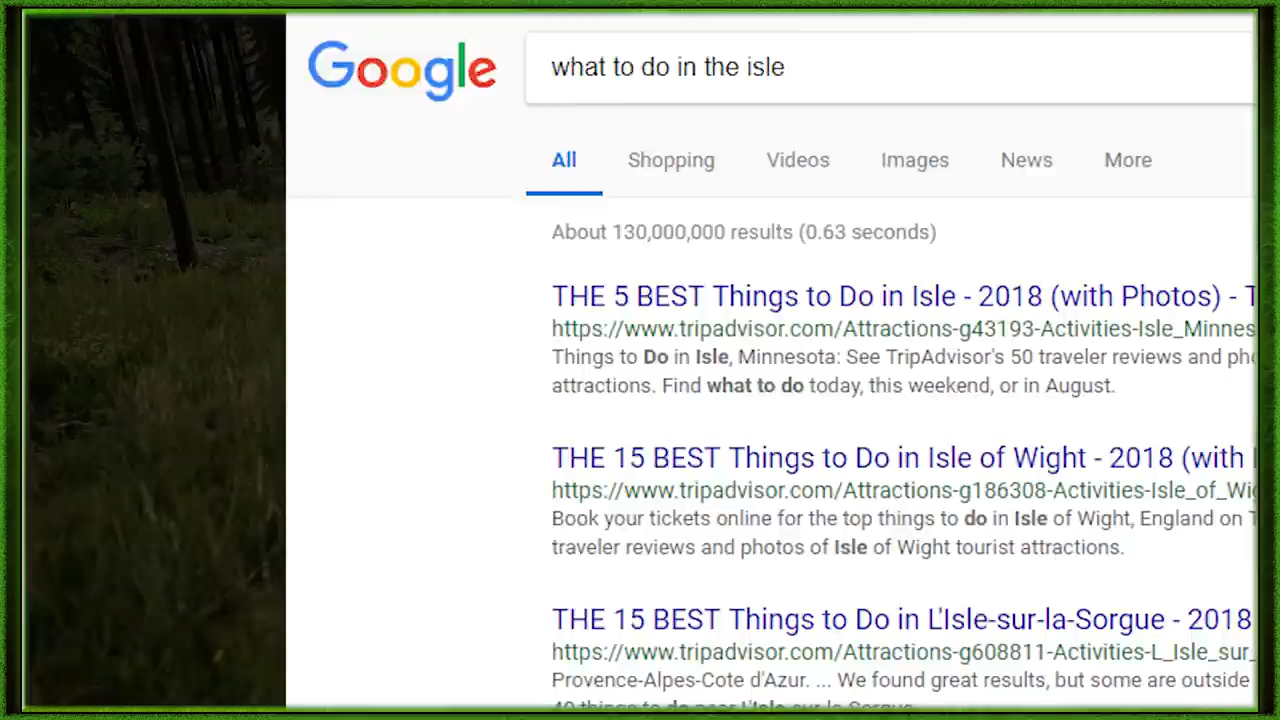 Google
what to do in the isle
All Shopping Videos Images News More
About 130,000,000 results (0.63 seconds)
THE 5 BEST Things to Do in Isle - 2018 (with Photos) -
https://www.tripadvisor.com/Attractions-g43193-Activities-Isle_Minnes
Things to Do in Isle, Minnesota: See TripAdvisor's 50 traveler reviews and
attractions. Find what to do today, this weekend, or in August.
THE 15 BEST Things to Do in Isle of Wight - 2018 (with
https://www.tripadvisor.com/Attractions-g186308-Activities-Isle_of_Wig
Book your tickets online for the top things to do in Isle of Wight, England on
traveler reviews and photos of Isle of Wight tourist attractions.
THE 15 BEST Things to Do in L'Isle-sur-la-Sorgue - 2018
https://www.tripadvisor.com/Attractions-g608811-Activities-L_Isle_sur_
Provence-Alpes-Cote d'Azur. ... We found great results, but some are outside